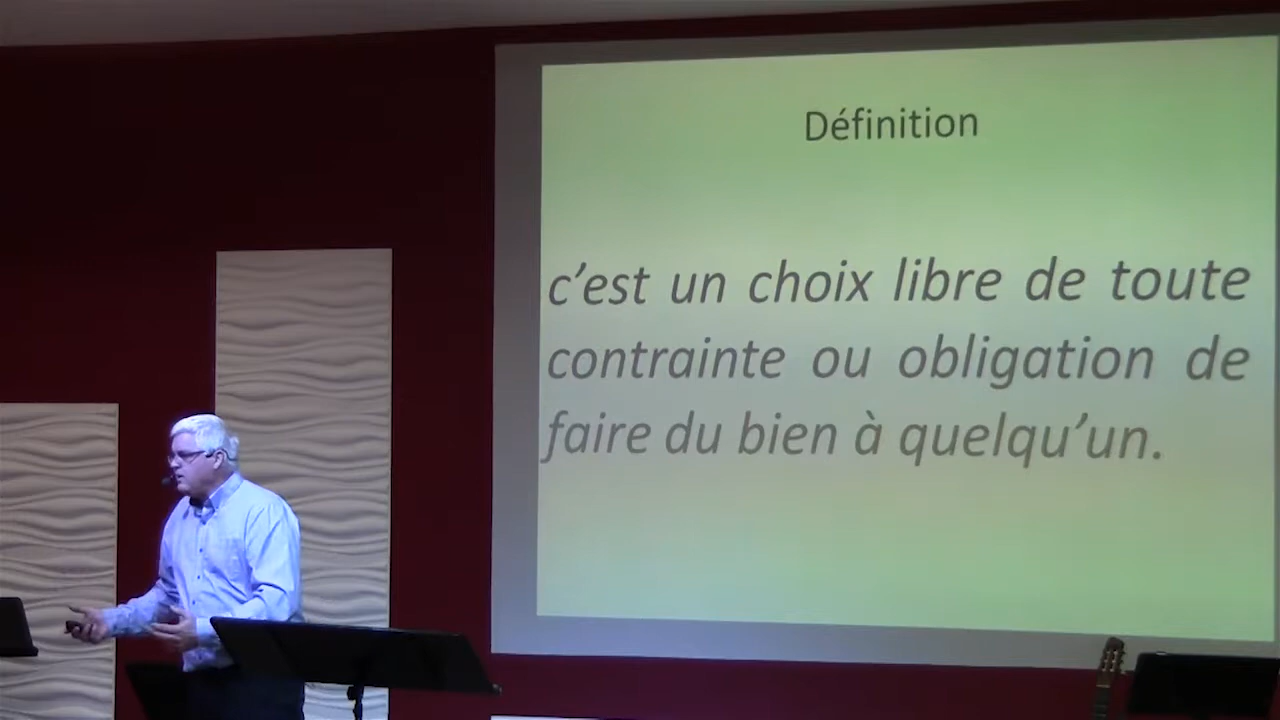 Définition
c’est un choix libre de toute
contrainte ou obligation de
faire du bien à quelqu’un.